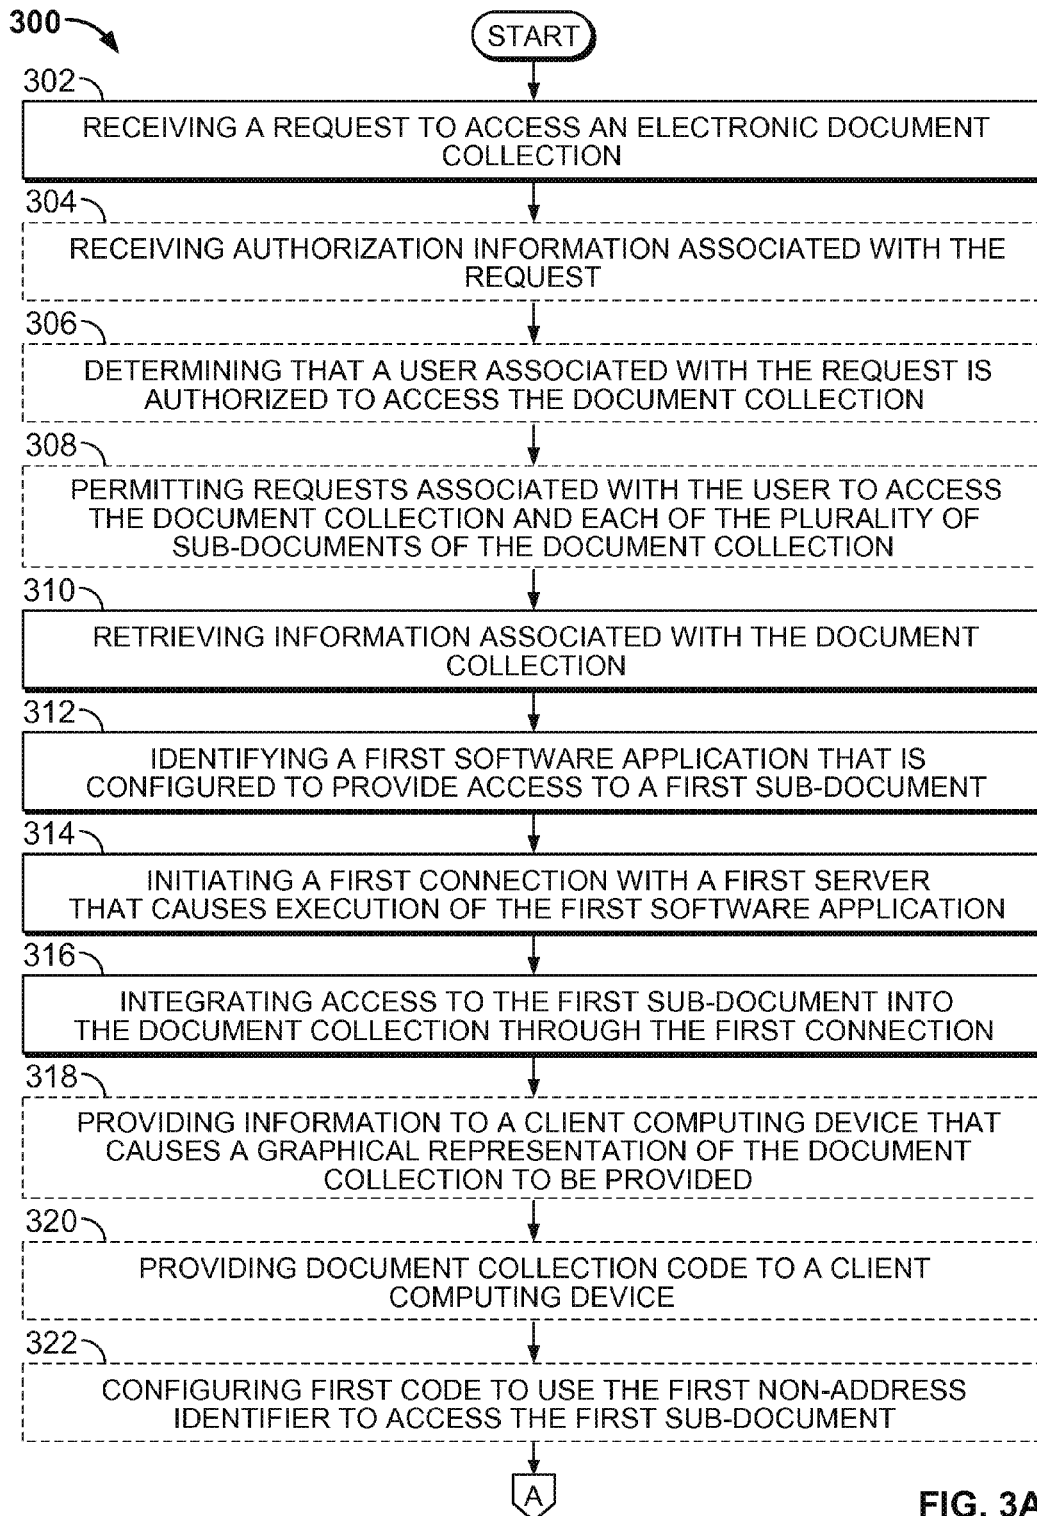 300
START
302
RECEIVING A REQUEST TO ACCESS AN ELECTRONIC DOCUMENT
COLLECTION
304
RECEIVING AUTHORIZATION INFORMATION ASSOCIATED WITH THE
REQUEST
306
DETERMINING THAT A USER ASSOCIATED WITH THE REQUEST IS
AUTHORIZED TO ACCESS THE DOCUMENT COLLECTION
308
PERMITTING REQUESTS ASSOCIATED WITH THE USER TO ACCESS
THE DOCUMENT COLLECTION AND EACH OF THE PLURALITY OF
SUB-DOCUMENTS OF THE DOCUMENT COLLECTION
310
RETRIEVING INFORMATION ASSOCIATED WITH THE DOCUMENT
COLLECTION
312
IDENTIFYING A FIRST SOFTWARE APPLICATION THAT IS
CONFIGURED TO PROVIDE ACCESS TO A FIRST SUB-DOCUMENT
314
INITIATING A FIRST CONNECTION WITH A FIRST SERVER
THAT CAUSES EXECUTION OF THE FIRST SOFTWARE APPLICATION
316
INTEGRATING ACCESS TO THE FIRST SUB-DOCUMENT INTO
THE DOCUMENT COLLECTION THROUGH THE FIRST CONNECTION
318
PROVIDING INFORMATION TO A CLIENT COMPUTING DEVICE THAT
CAUSES A GRAPHICAL REPRESENTATION OF THE DOCUMENT
COLLECTION TO BE PROVIDED
320
PROVIDING DOCUMENT COLLECTION CODE TO A CLIENT
COMPUTING DEVICE
322
CONFIGURING FIRST CODE TO USE THE FIRST NON-ADDRESS
IDENTIFIER TO ACCESS THE FIRST SUB-DOCUMENT
A
FIG. 3A